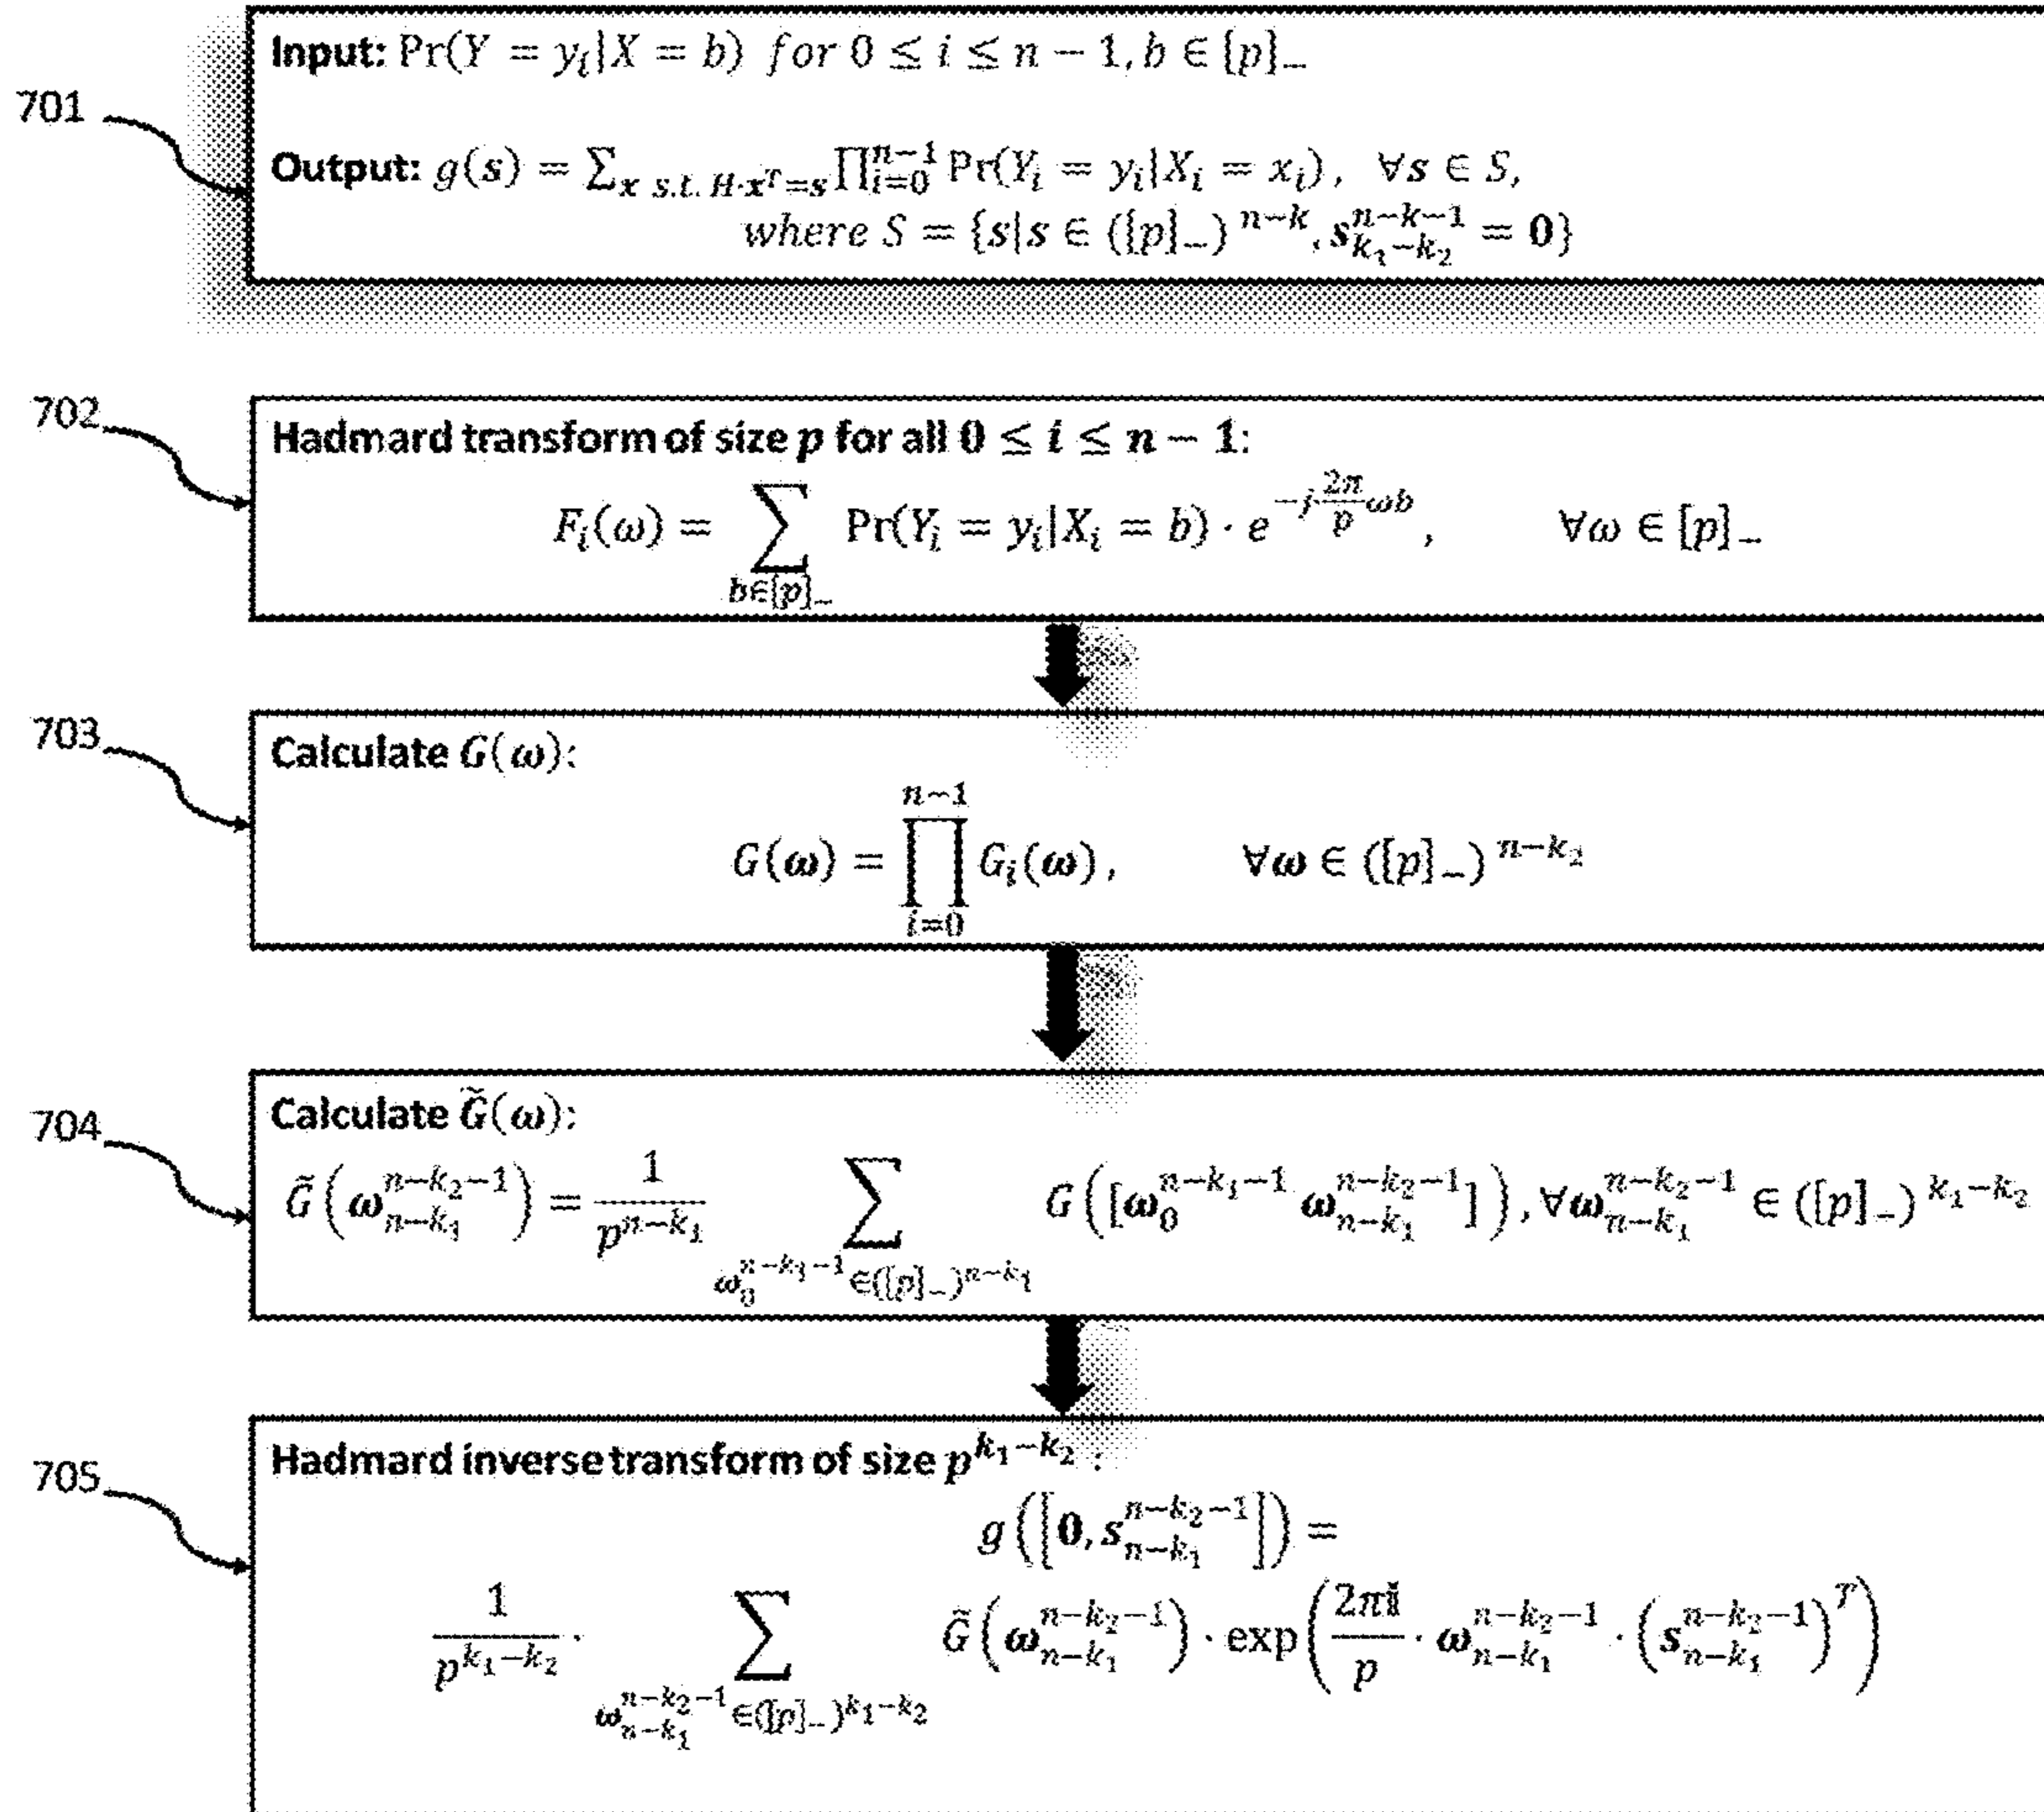 701
Input: Pr(Y = y_i|X = b) for 0 ≤ i ≤ n − 1, b ∈ [p]_−
Output: g(s) = ∑_{x s.t. H·x^T=s} ∏_{i=0}^{n−1} Pr(Y_i = y_i|X_i = x_i), ∀s ∈ S,
where S = {s|s ∈ ([p]_−)^{n−k}, s_{k_1−k_2}^{n−k−1} = 0}
702
Hadmard transform of size p for all 0 ≤ i ≤ n − 1:
F_i(ω) = ∑_{b∈[p]_−} Pr(Y_i = y_i|X_i = b) · e^{−j\frac{2π}{p}ωb}, ∀ω ∈ [p]_−
703
Calculate G(ω):
G(ω) = ∏_{i=0}^{n−1} G_i(ω), ∀ω ∈ ([p]_−)^{n−k_2}
704
Calculate G̃(ω):
G̃(ω_{n−k_1}^{n−k_2−1}) = \frac{1}{p^{n−k_1}} ∑_{ω_0^{n−k_1−1}∈([p]_−)^{n−k_1}} G([ω_0^{n−k_1−1} ω_{n−k_1}^{n−k_2−1}]), ∀ω_{n−k_1}^{n−k_2−1} ∈ ([p]_−)^{k_1−k_2}
705
Hadmard inverse transform of size p^{k_1−k_2}:
g([0, s_{n−k_1}^{n−k_2−1}]) =
\frac{1}{p^{k_1−k_2}} · ∑_{ω_{n−k_1}^{n−k_2−1}∈([p]_−)^{k_1−k_2}} G̃(ω_{n−k_1}^{n−k_2−1}) · exp(\frac{2πi}{p} · ω_{n−k_1}^{n−k_2−1} · (s_{n−k_1}^{n−k_2−1})^T)